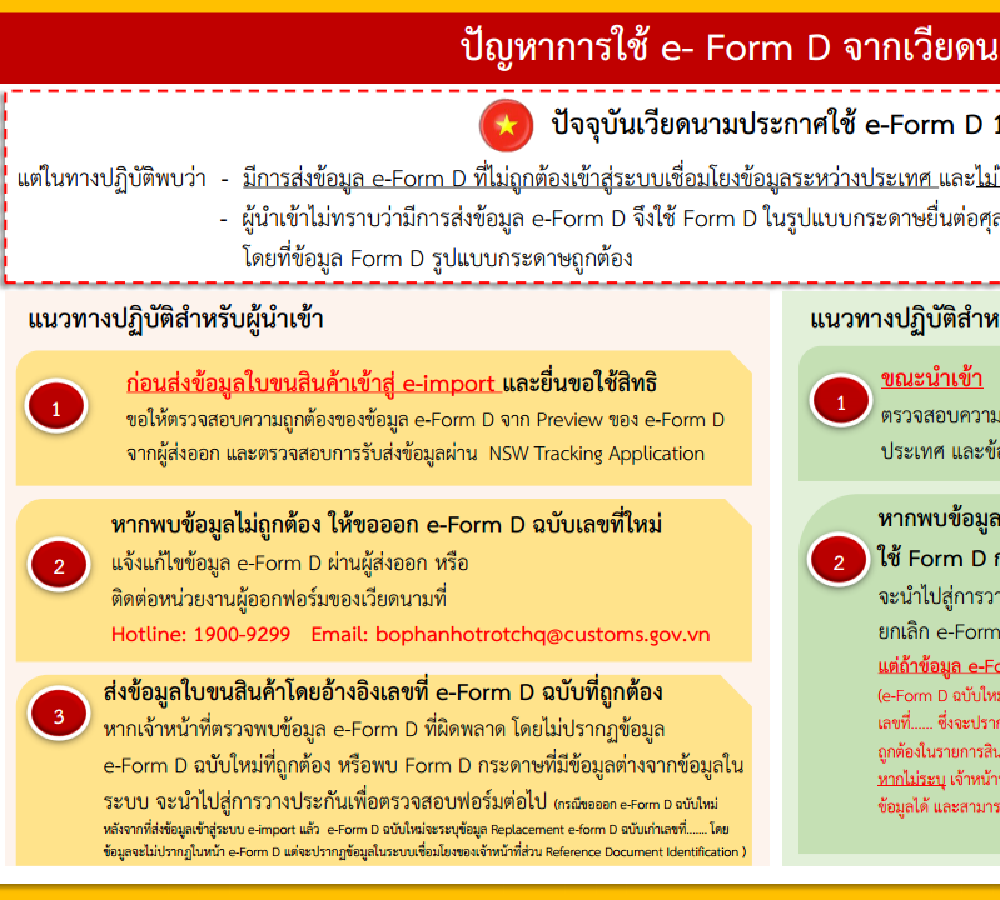 ปัญหาการใช้ e- Form D จากเวียดน
ปัจจุบันเวียดนามประกาศใช้ e-Form D 1
แต่ในทางปฏิบัติพบว่า - มีการส่งข้อมูล e-Form D ที่ไม่ถูกต้องเข้าสู่ระบบเชื่อมโยงข้อมูลระหว่างประเทศ และ
- ผู้นำเข้าไม่ทราบว่ามีการส่งข้อมูล e-Form D จึงใช้ Form D ในรูปแบบกระดาษยื่นต่อศุล
โดยที่ข้อมูล Form D รูปแบบกระดาษถูกต้อง
แนวทางปฏิบัติสำหรับผู้นำเข้า
1
ก่อนส่งข้อมูลใบขนสินค้าเข้าสู่ e-import และยื่นขอใช้สิทธิ
ขอให้ตรวจสอบความถูกต้องของข้อมูล e-Form D จาก Preview ของ e-Form D
จากผู้ส่งออก และตรวจสอบการรับส่งข้อมูลผ่าน NSW Tracking Application
2
หากพบข้อมูลไม่ถูกต้อง ให้ขอออก e-Form D ฉบับเลขที่ใหม่
แจ้งแก้ไขข้อมูล e-Form D ผ่านผู้ส่งออก หรือ
ติดต่อหน่วยงานผู้ออกฟอร์มของเวียดนามที่
Hotline: 1900-9299 Email: bophanhotrotchq@customs.gov.vn
3
ส่งข้อมูลใบขนสินค้าโดยอ้างอิงเลขที่ e-Form D ฉบับที่ถูกต้อง
หากเจ้าหน้าที่ตรวจพบข้อมูล e-Form D ที่ผิดพลาด โดยไม่ปรากฏข้อมูล
e-Form D ฉบับใหม่ที่ถูกต้อง หรือพบ Form D กระดาษที่มีข้อมูลต่างจากข้อมูลใน
ระบบ จะนำไปสู่การวางประกันเพื่อตรวจสอบฟอร์มต่อไป (กรณีขอออก e-Form D ฉบับใหม่
หลังจากที่ส่งข้อมูลเข้าสู่ระบบ e-import แล้ว e-Form D ฉบับใหม่จะระบุข้อมูล Replacement e-form D ฉบับเก่าเลขที่....... โดย
ข้อมูลจะไม่ปรากฏในหน้า e-Form D แต่จะปรากฏข้อมูลในระบบเชื่อมโยงของเจ้าหน้าที่ส่วน Reference Document Identification )
แนวทางปฏิบัติสำห
1
ขณะนำเข้า
ตรวจสอบความ
ประเทศ และข้อ
2
หากพบข้อมูล
ใช้ Form D ก
จะนำไปสู่การวา
ยกเลิก e-Form
แต่ถ้าข้อมูล e-Fo
(e-Form D ฉบับใหม
เลขที่...... ซึ่งจะปราก
ถูกต้องในรายการสิน
หากไม่ระบุ เจ้าหน้าท
ข้อมูลได้ และสามาร